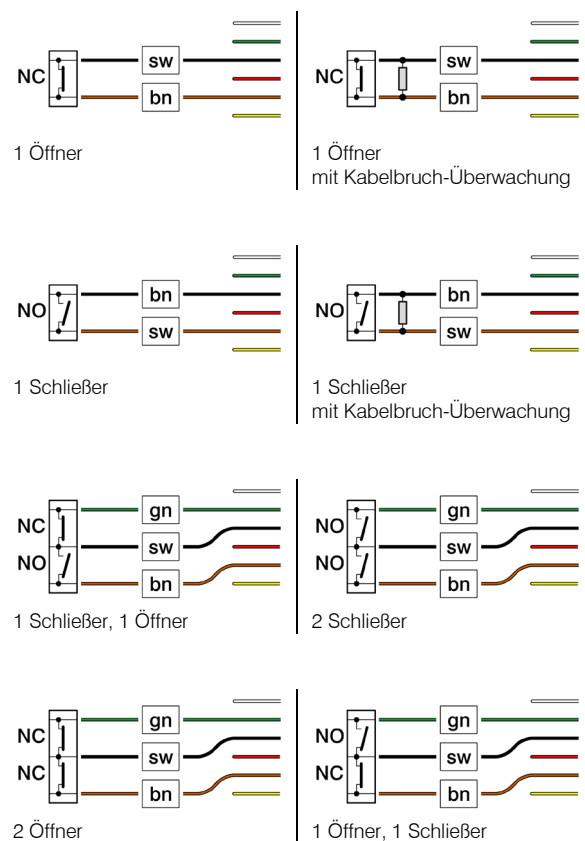 sw
NC
bn
1 Öffner
sw
NC
bn
1 Öffner
mit Kabelbruch-Überwachung
bn
NO
sw
1 Schließer
bn
NO
sw
1 Schließer
mit Kabelbruch-Überwachung
gn
NC
sw
NO
bn
1 Schließer, 1 Öffner
gn
NO
sw
NO
bn
2 Schließer
gn
NC
sw
NC
bn
2 Öffner
gn
NO
sw
NC
bn
1 Öffner, 1 Schließer